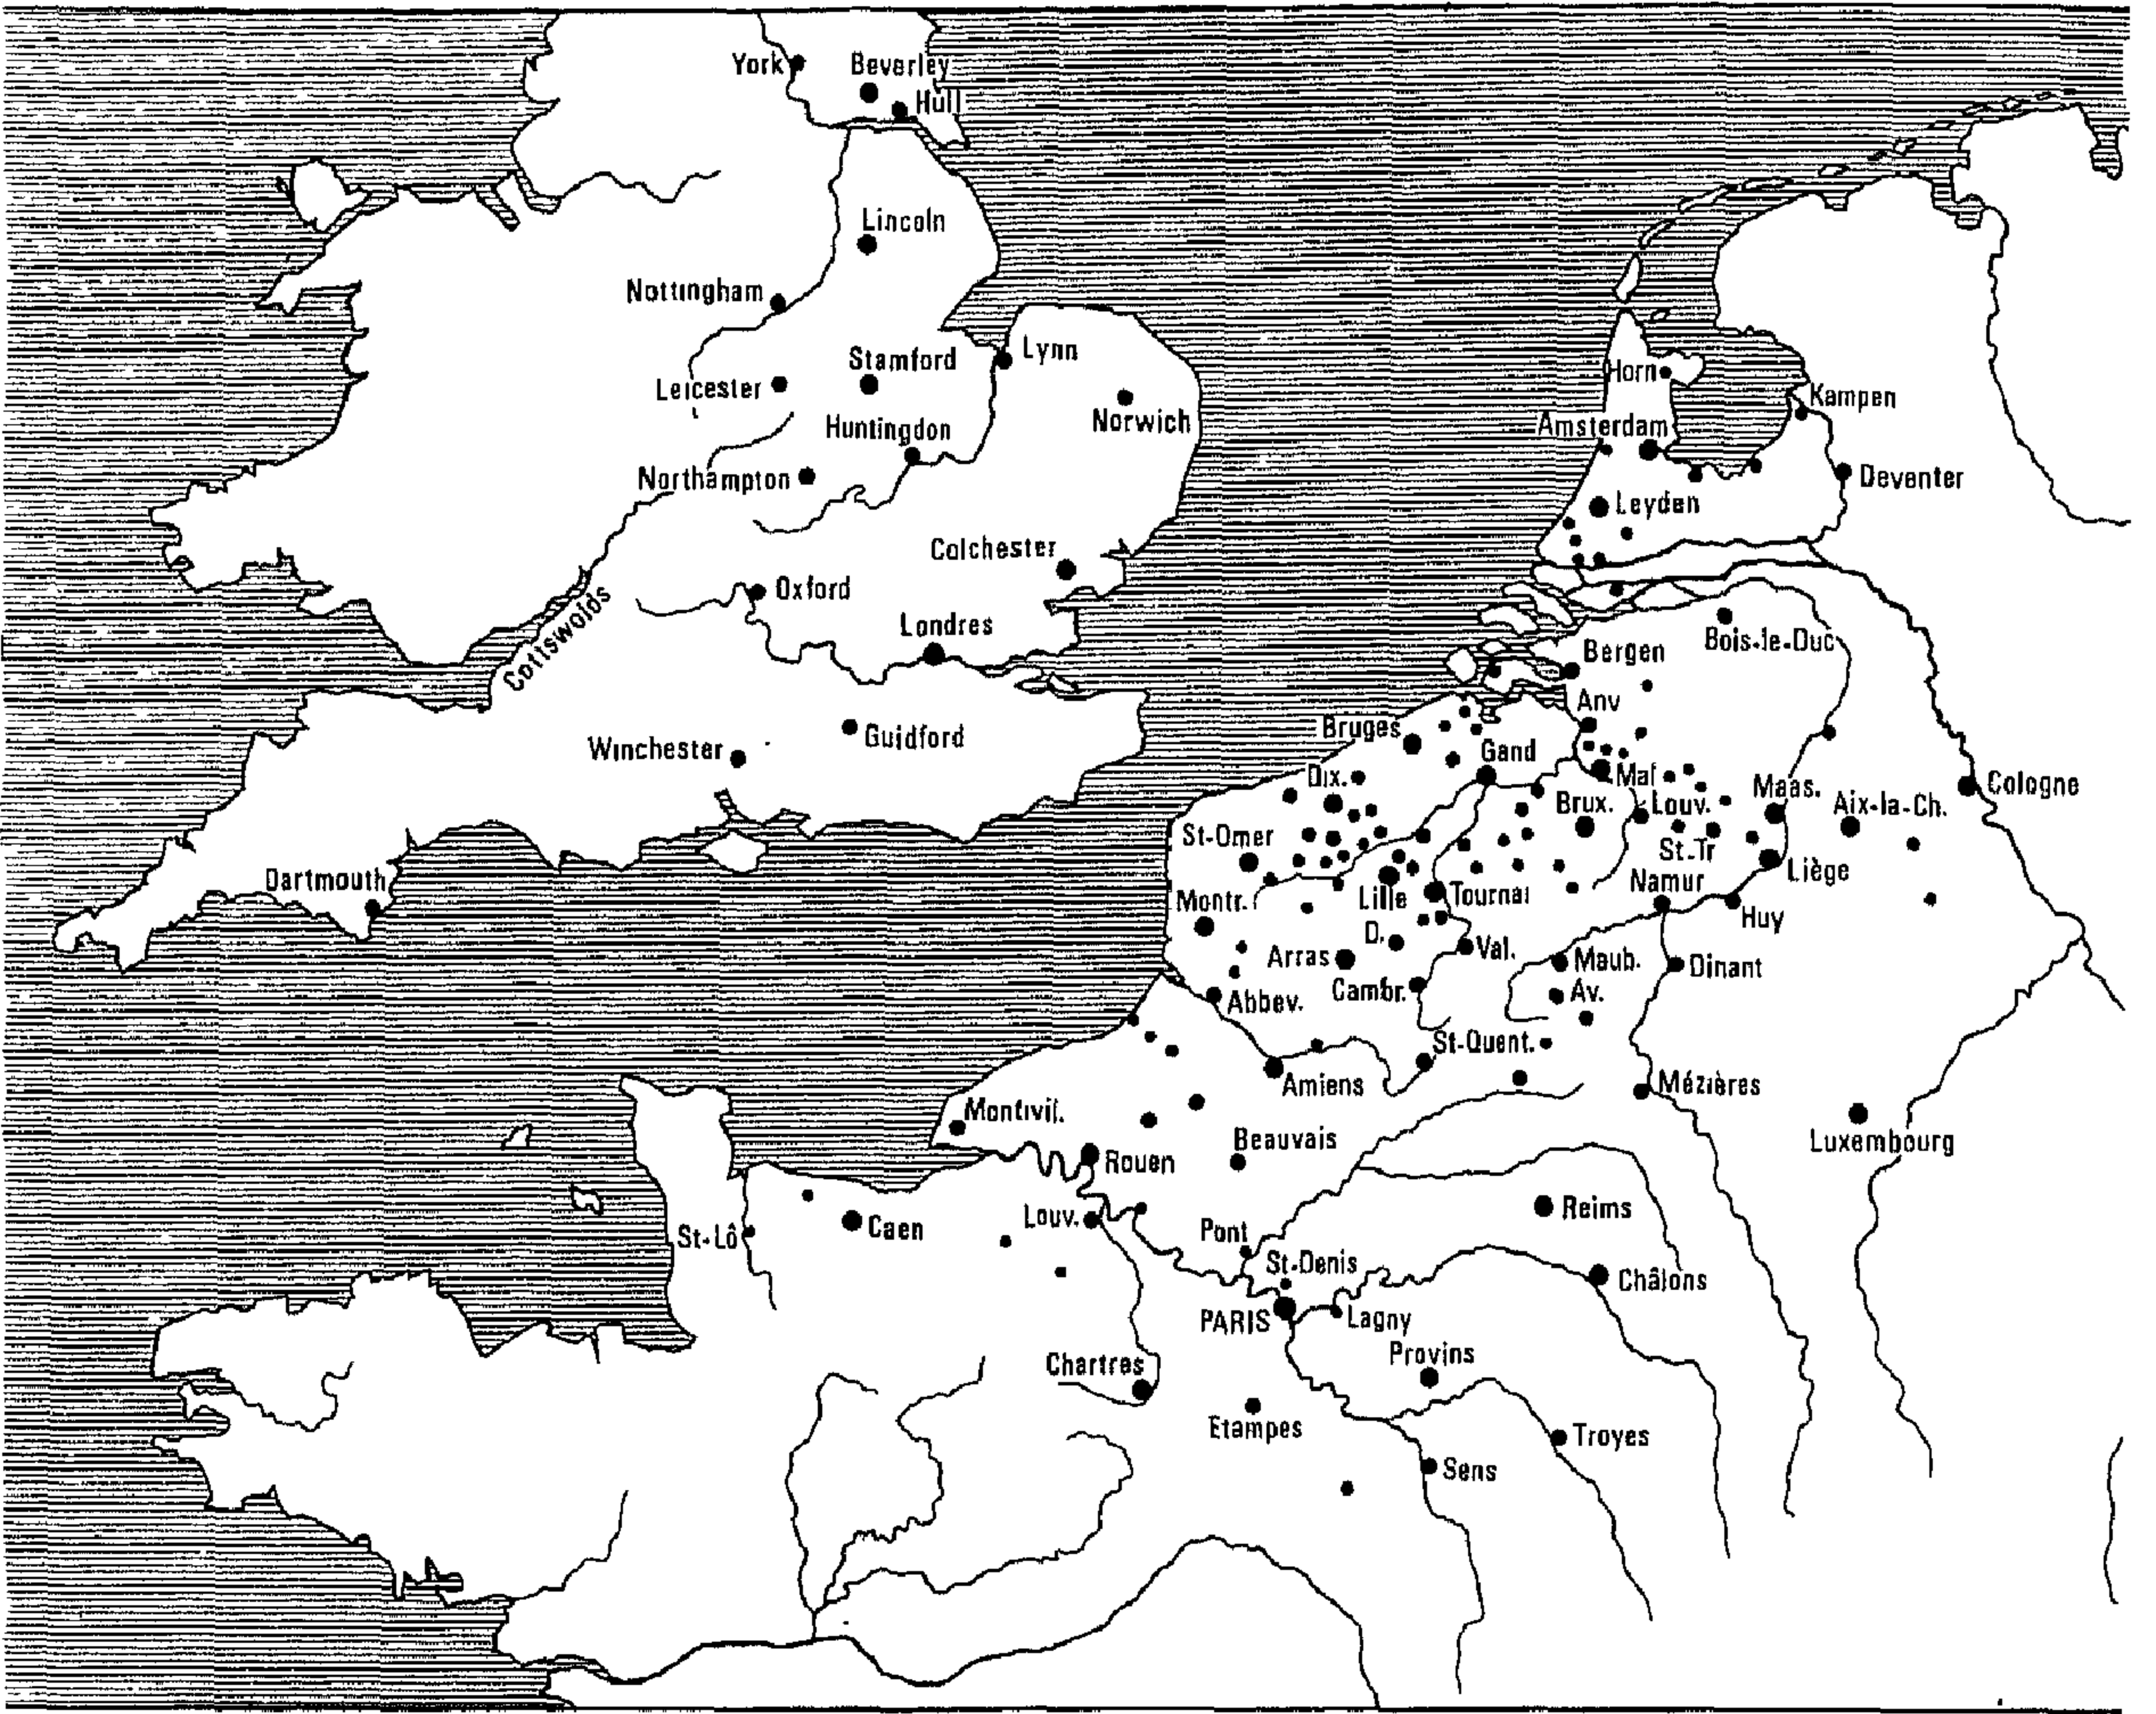 York
Beverley
Hull
Lincoln
Nottingham
Stamford
Lynn
Leicester
Huntingdon
Norwich
Northampton
Horn
Kampen
Amsterdam
Deventer
Leyden
Colchester
Oxford
Cottswolds
Londres
Bois-le-Duc
Bergen
Anv
Bruges
Guidford
Winchester
Gand
Dix.
Mal
Maas.
Cologne
Brux.
Louv.
Aix-la-Ch.
St-Omer
St-Tr
Liège
Dartmouth
Montr.
Lille
Tournai
Namur
Huy
D.
Val.
Arras
Maub.
Dinant
Cambr.
Av.
Abbev.
St-Quent.
Amiens
Mézières
Montivil.
Beauvais
Luxembourg
Rouen
Reims
Louv.
Caen
St-Lô
Pont
St-Denis
Châlons
PARIS
Lagny
Provins
Chartres
Etampes
Troyes
Sens